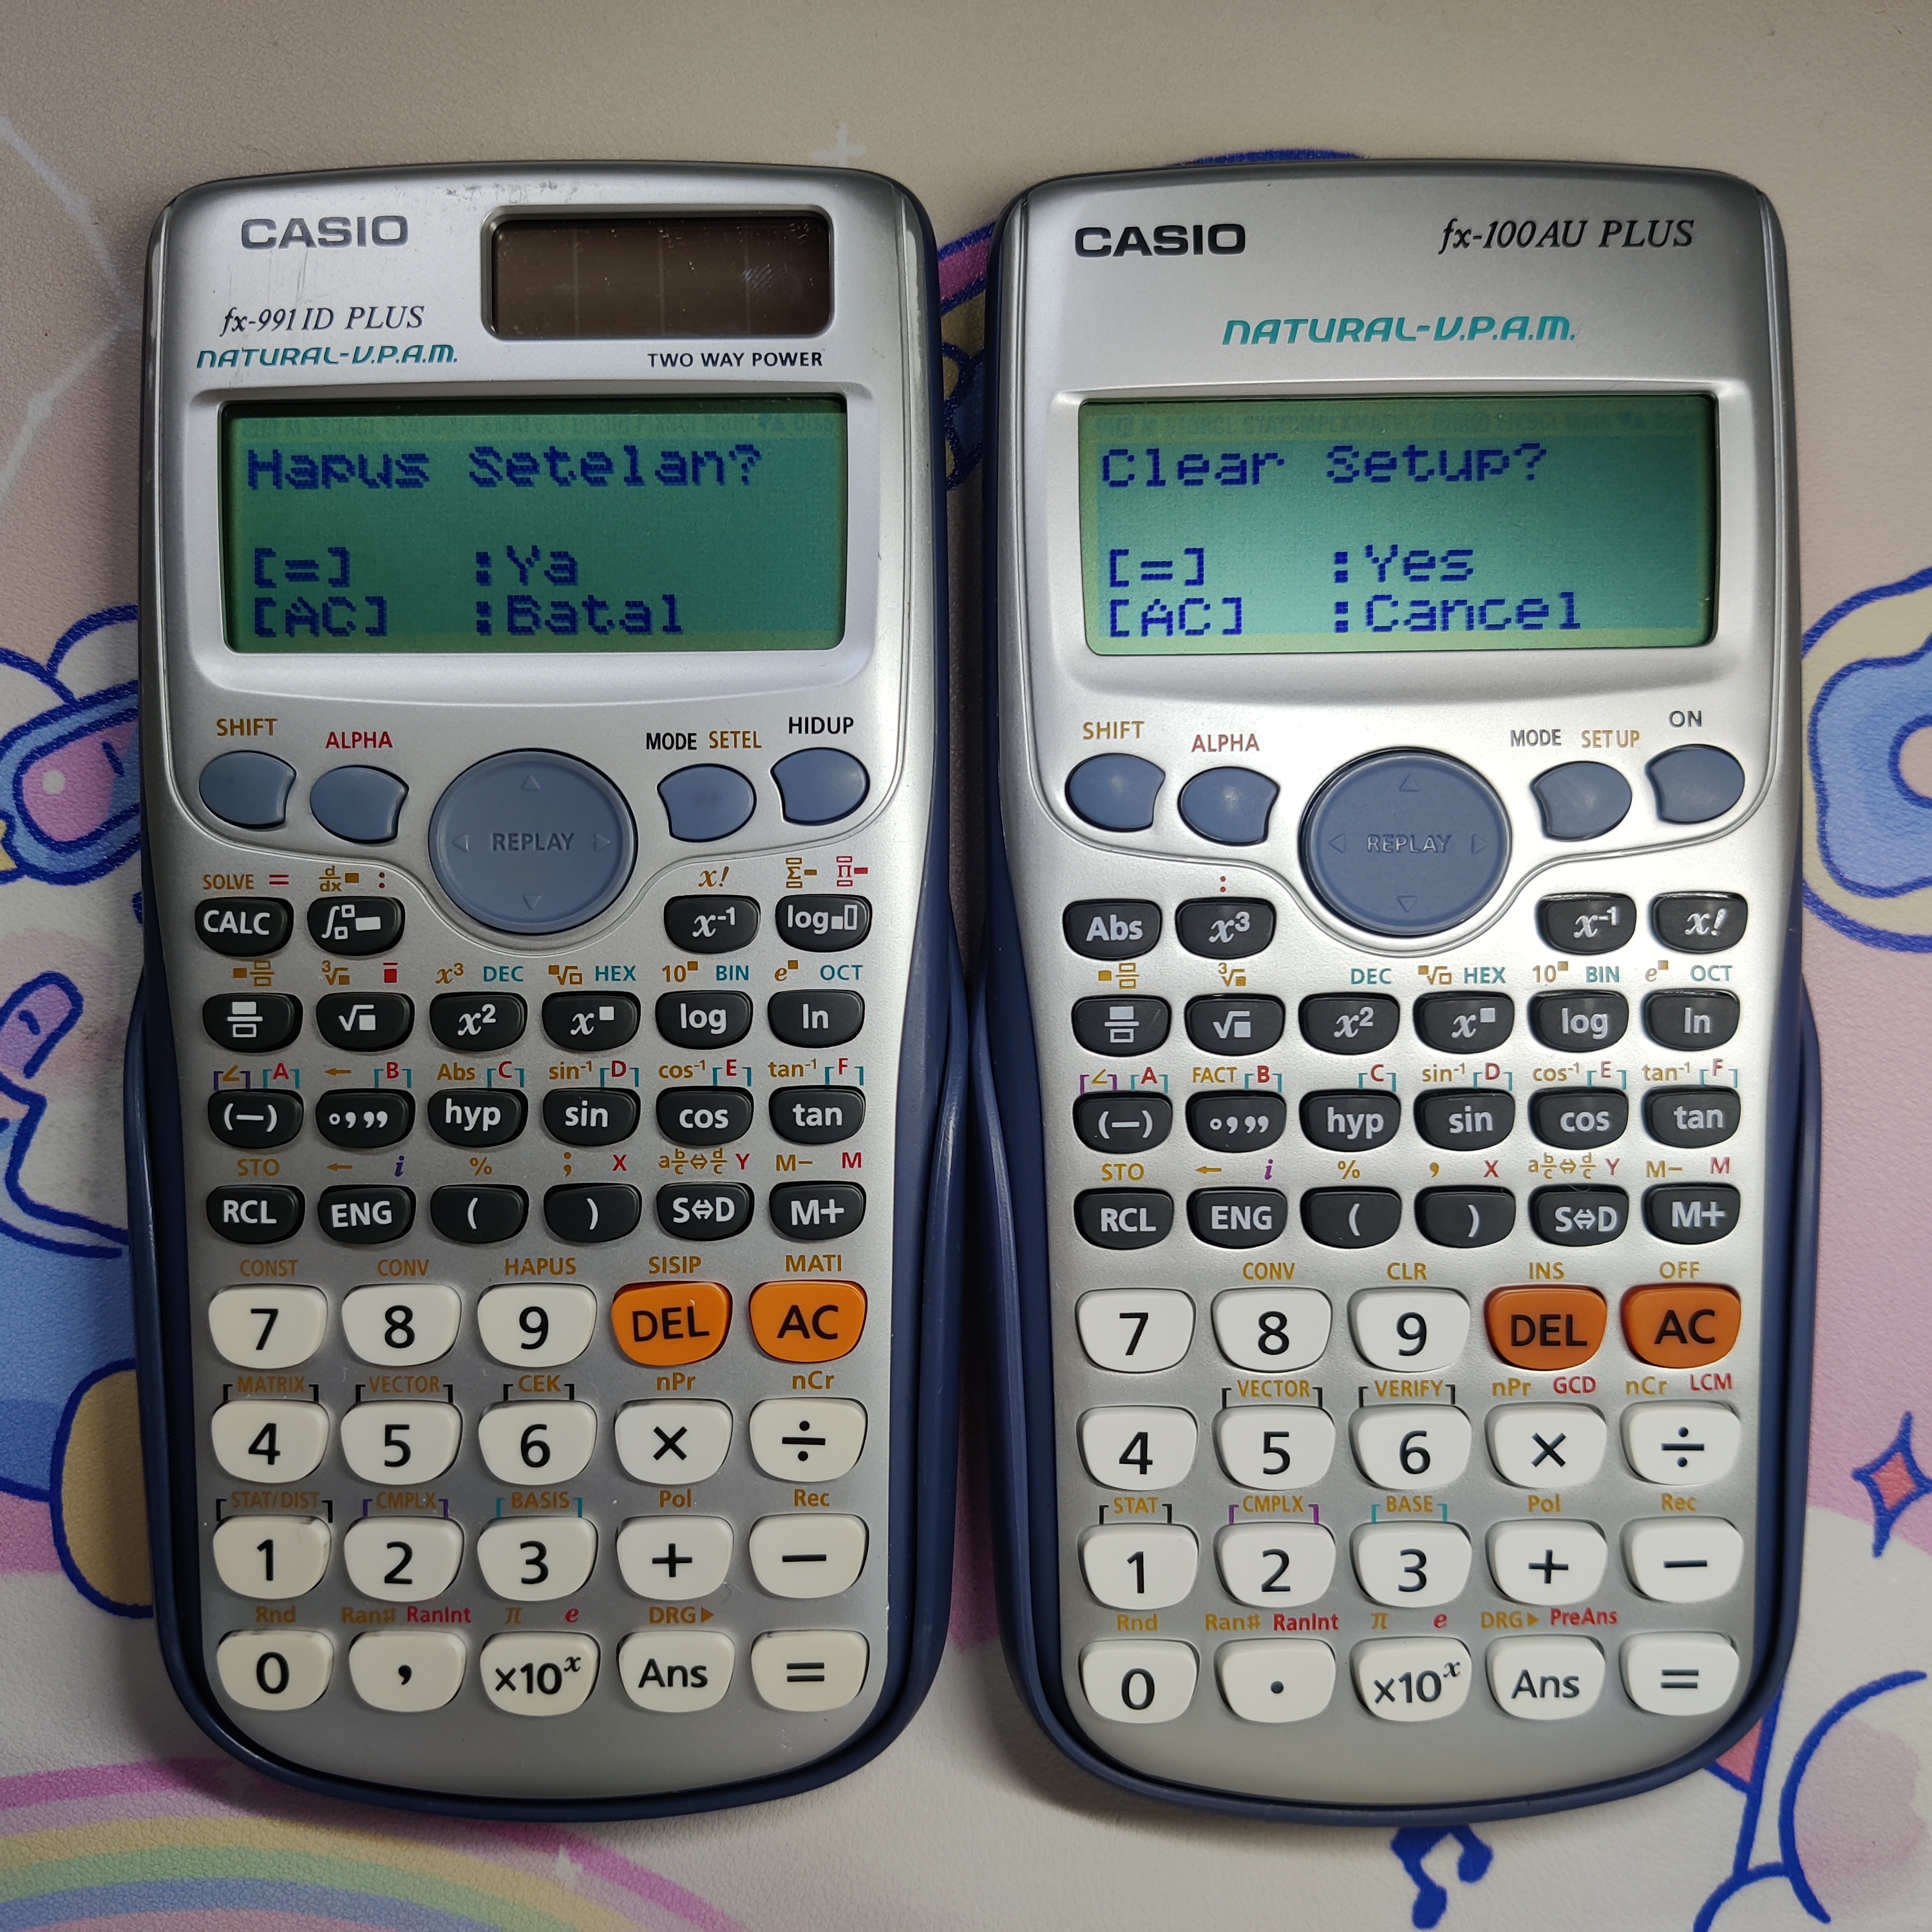 CASIO
fx-991ID PLUS
NATURAL-V.P.A.M.
TWO WAY POWER
Hapus Setelan?
[=] :Ya
[AC] :Batal
SHIFT ALPHA MODE SETEL HIDUP
REPLAY
SOLVE = d/dx■ : x! Σ▯- Π▯-
CALC ∫▯▯■ x⁻¹ log■▯
■▯/▯ ³√■ x³ DEC ■√▯ HEX 10■ BIN e■ OCT
▯/▯ √■ x² x■ log ln
∠ A ← B Abs C sin⁻¹ D cos⁻¹ E tan⁻¹ F
(−) °,,, hyp sin cos tan
STO ← i % ; X a b/c⇔d/c Y M− M
RCL ENG ( ) S⇔D M+
CONST CONV HAPUS SISIP MATI
7 8 9 DEL AC
MATRIX VECTOR CEK nPr nCr
4 5 6 × ÷
STAT/DIST CMPLX BASIS Pol Rec
1 2 3 + −
Rnd Ran# RanInt π e DRG▶
0 , ×10ˣ Ans =
CASIO
fx-100AU PLUS
NATURAL-V.P.A.M.
Clear Setup?
[=] :Yes
[AC] :Cancel
SHIFT ALPHA MODE SETUP ON
REPLAY
:
Abs x³ x⁻¹ x!
■▯/▯ ³√■ DEC ■√▯ HEX 10■ BIN e■ OCT
▯/▯ √■ x² x■ log ln
∠ A FACT B C sin⁻¹ D cos⁻¹ E tan⁻¹ F
(−) °,,, hyp sin cos tan
STO ← i % , X a b/c⇔d/c Y M− M
RCL ENG ( ) S⇔D M+
CONV CLR INS OFF
7 8 9 DEL AC
VECTOR VERIFY nPr GCD nCr LCM
4 5 6 × ÷
STAT CMPLX BASE Pol Rec
1 2 3 + −
Rnd Ran# RanInt π e DRG▶ PreAns
0 . ×10ˣ Ans =